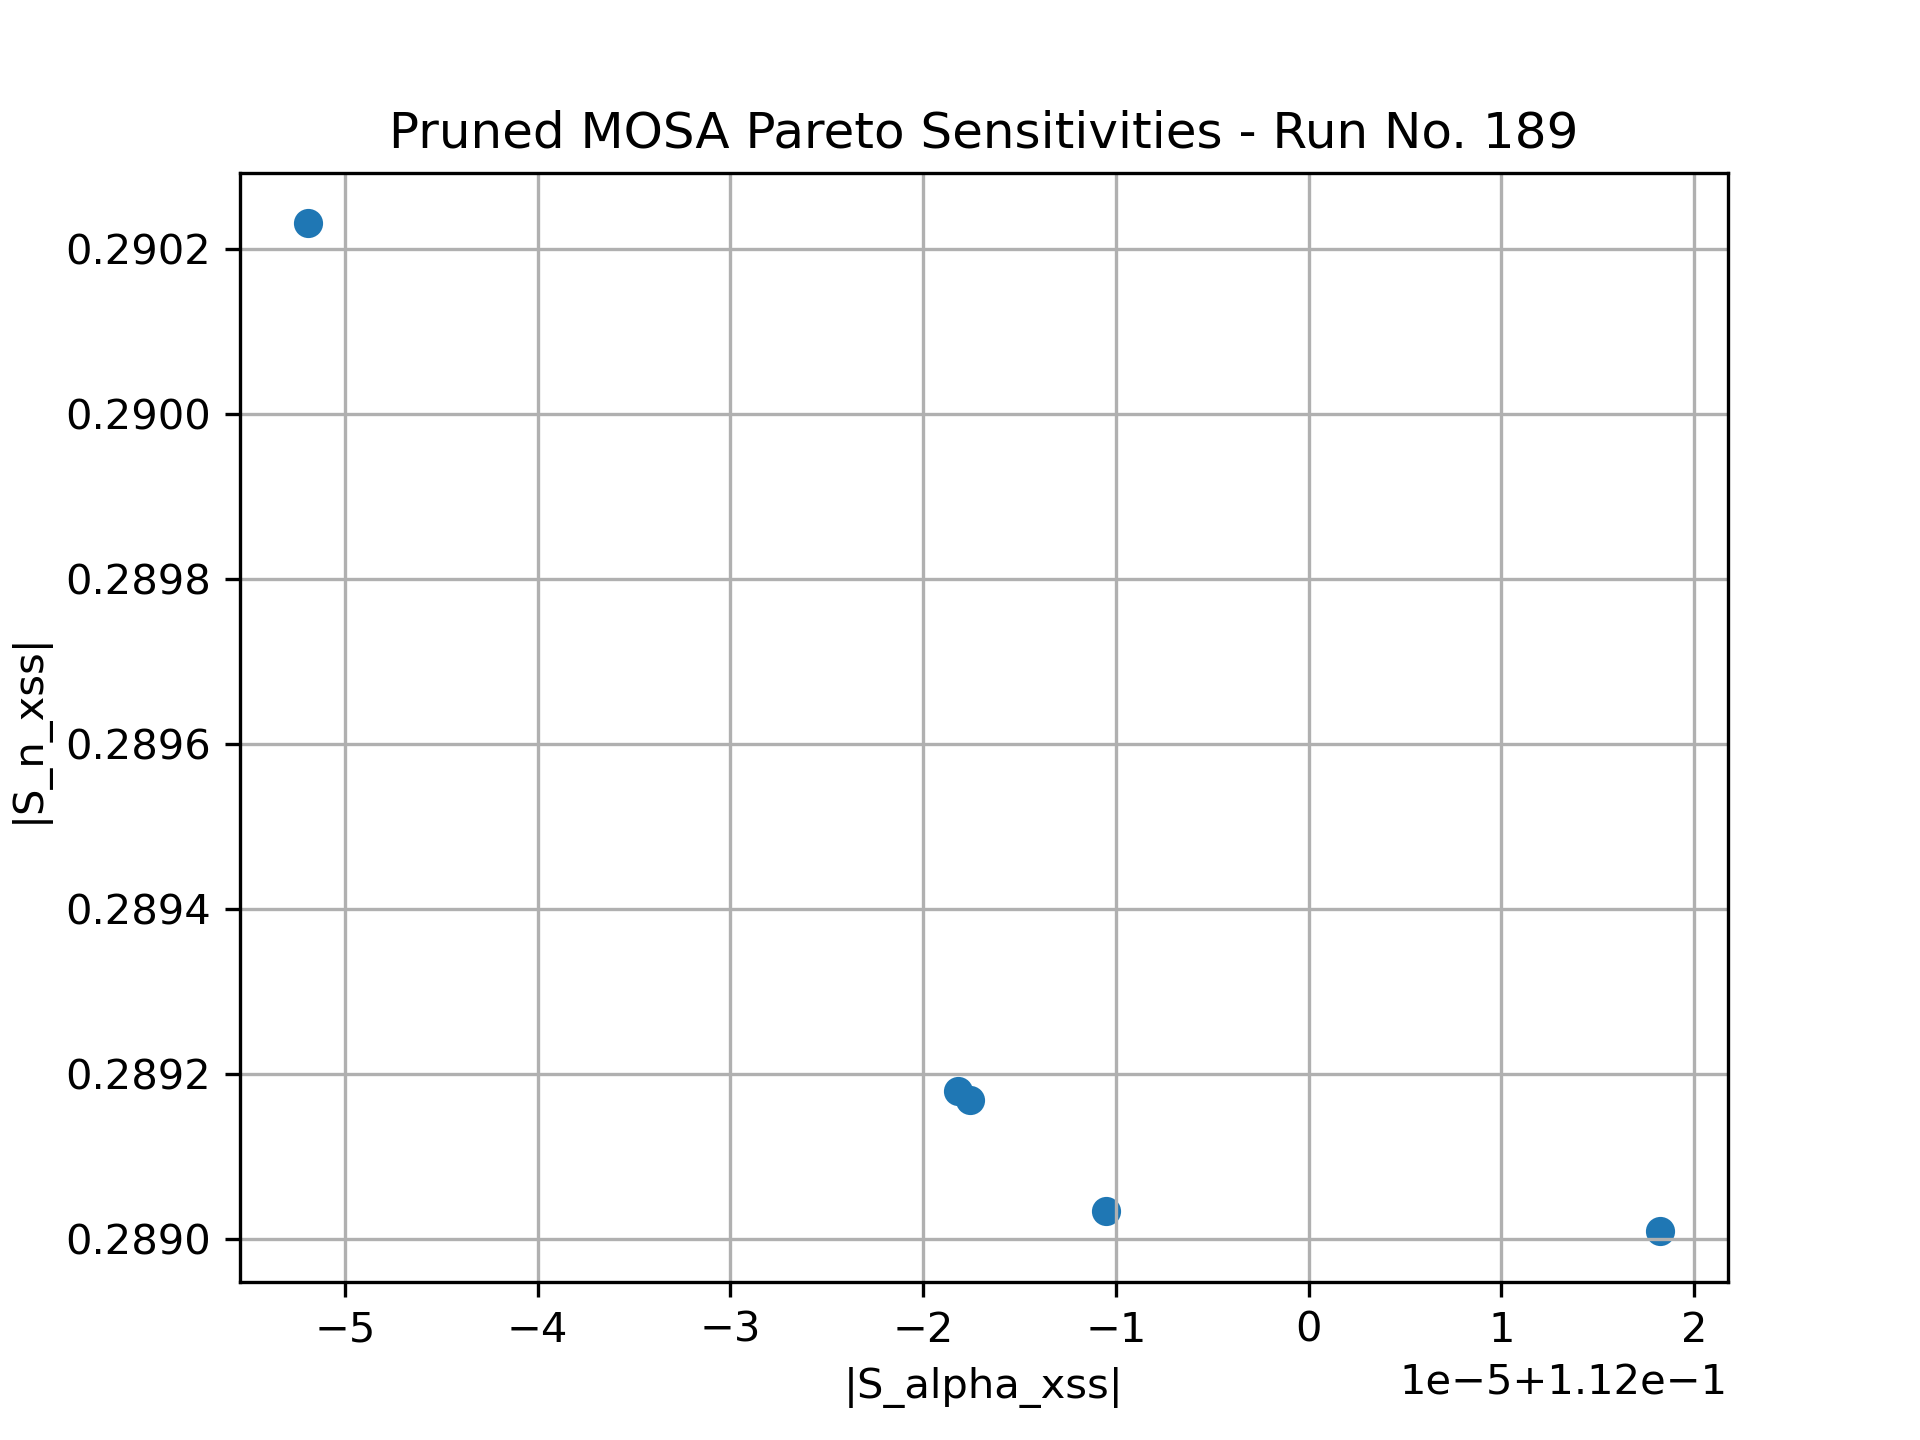 Pruned MOSA Pareto Sensitivities - Run No. 189
0.2902
0.2900
0.2898
0.2896
0.2894
0.2892
0.2890
|S_n_xss|
−5 −4 −3 −2 −1 0 1 2
|S_alpha_xss|
1e−5+1.12e−1